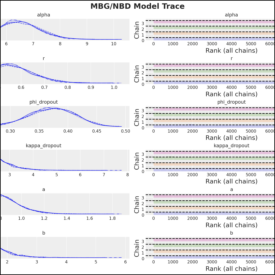 MBG/NBD Model Trace
alpha alpha
6 7 8 9 10 0 1000 2000 3000 4000 5000 6000
Chain
Rank (all chains)
r r
0.6 0.7 0.8 0.9 1.0 0 1000 2000 3000 4000 5000 6000
Chain
Rank (all chains)
phi_dropout phi_dropout
0.30 0.35 0.40 0.45 0.50 0 1000 2000 3000 4000 5000 6000
Chain
Rank (all chains)
kappa_dropout kappa_dropout
3 4 5 6 7 8 0 1000 2000 3000 4000 5000 6000
Chain
Rank (all chains)
a a
1.0 1.2 1.4 1.6 1.8 0 1000 2000 3000 4000 5000 6000
Chain
Rank (all chains)
b b
2 3 4 5 6 0 1000 2000 3000 4000 5000 6000
Chain
Rank (all chains)